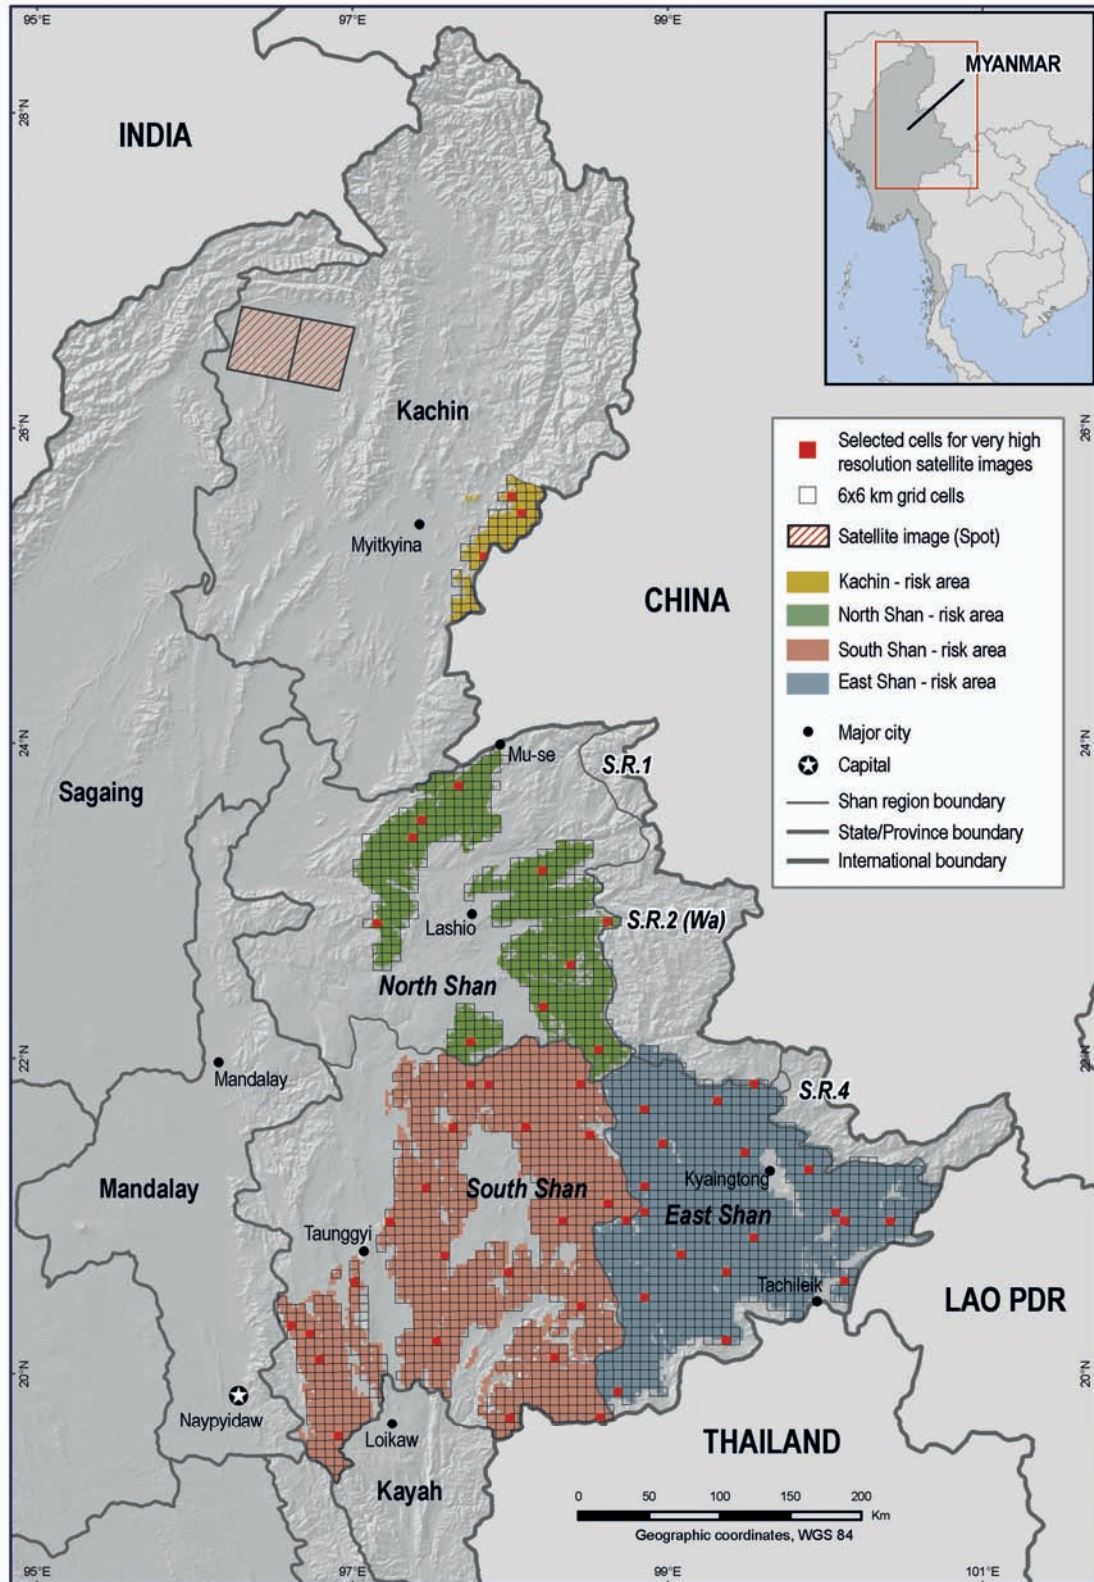 95°E
97°E
99°E
MYANMAR
28°N
INDIA
Kachin
26°N
26°N
Selected cells for very high
resolution satellite images
6x6 km grid cells
Satellite image (Spot)
Kachin - risk area
North Shan - risk area
South Shan - risk area
East Shan - risk area
Major city
Capital
Shan region boundary
State/Province boundary
International boundary
Myitkyina
CHINA
24°N
24°N
Mu-se
S.R.1
Sagaing
Lashio
S.R.2 (Wa)
North Shan
22°N
22°N
Mandalay
S.R.4
Mandalay
Kyaingtong
South Shan
East Shan
Taunggyi
Tachileik
LAO PDR
20°N
20°N
Naypyidaw
Loikaw
THAILAND
Kayah
0 50 100 150 200
Km
Geographic coordinates, WGS 84
95°E
97°E
99°E
101°E